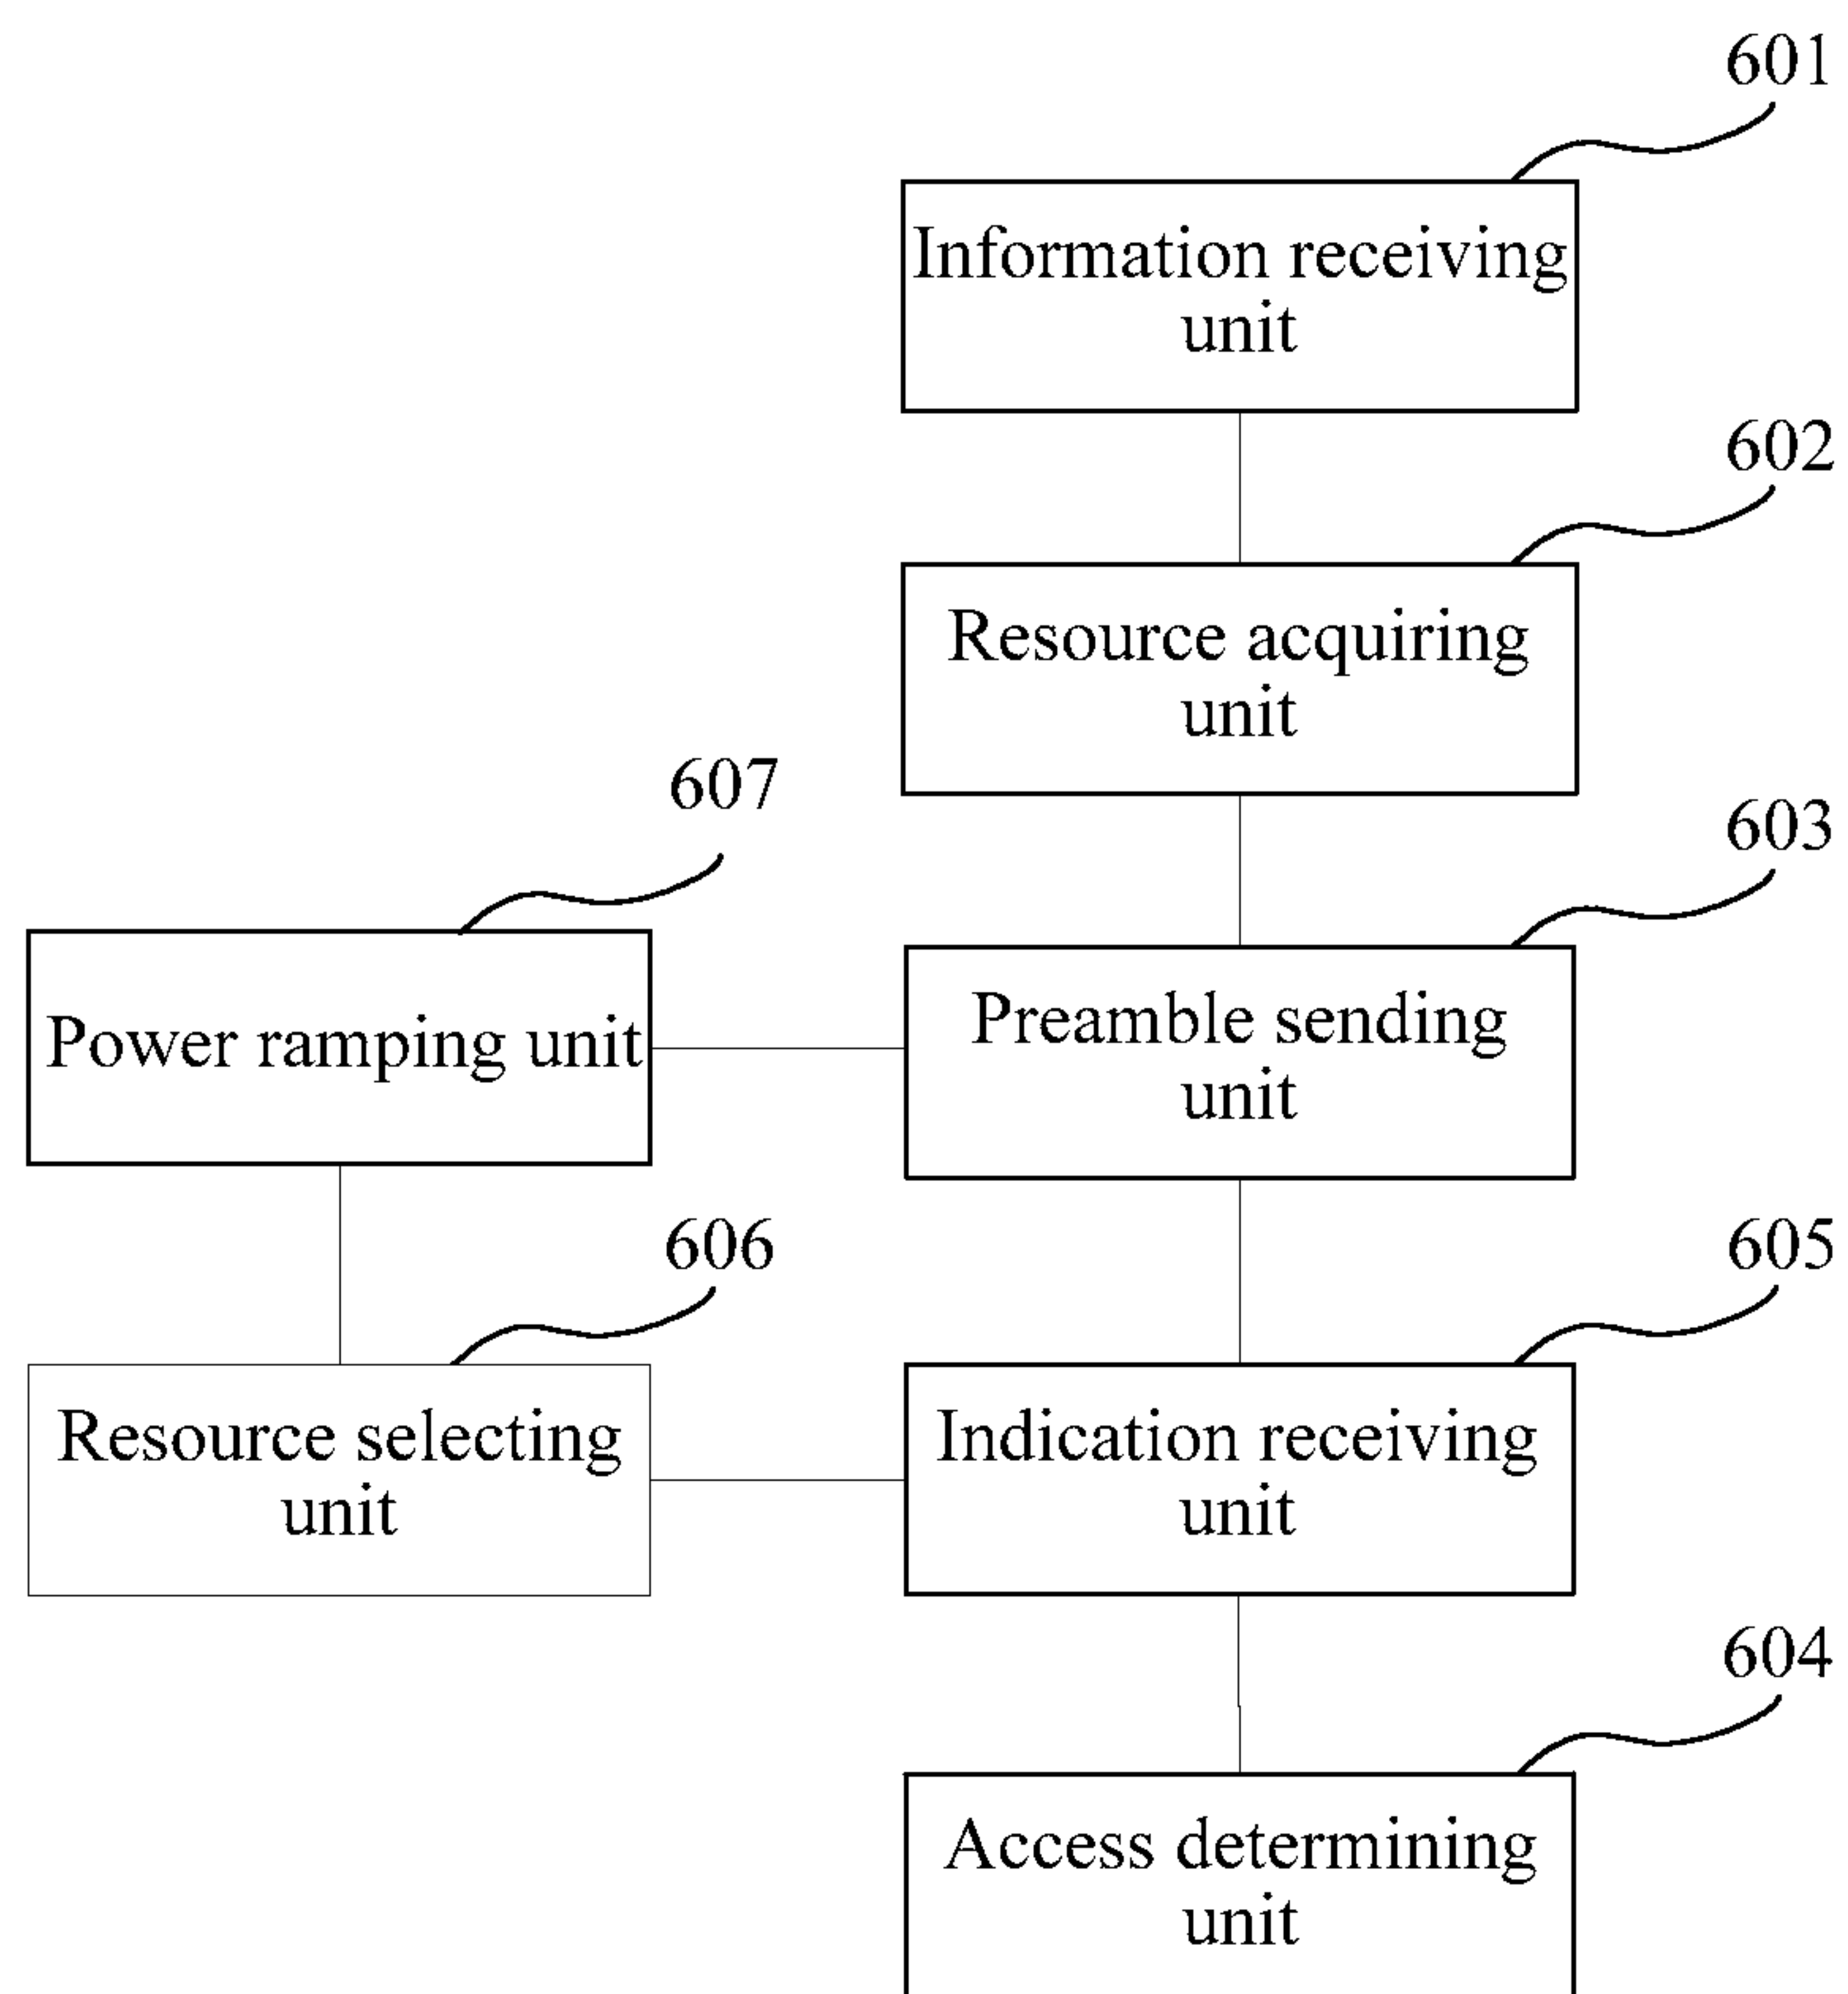 601
Information receiving
unit
602
Resource acquiring
unit
607
603
Power ramping unit
Preamble sending
unit
606
605
Resource selecting
unit
Indication receiving
unit
604
Access determining
unit